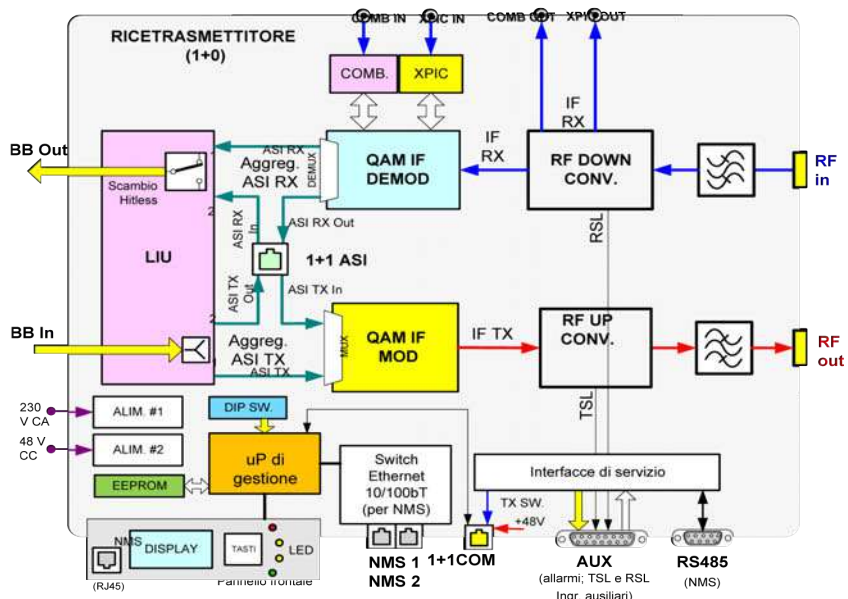 COMB IN
XPIC IN
COMB OUT
XPIC OUT
RICETRASMETTITORE
(1+0)
COMB.
XPIC
IF
RX
IF
RX
BB Out
ASI RX
Aggreg.
ASI RX
DEMUX
QAM IF
DEMOD
RF DOWN
CONV.
RF
in
Scambio
Hitless
1
2
ASI RX
In
ASI RX Out
RSL
LIU
1+1 ASI
ASI TX
Out
ASI TX In
BB In
2
1
Aggreg.
ASI TX
ASI TX
MUX
QAM IF
MOD
IF TX
RF UP
CONV.
RF
out
TSL
230
V CA
ALIM. #1
DIP SW.
48 V
CC
ALIM. #2
uP di
gestione
Switch
Ethernet
10/100bT
(per NMS)
Interfacce di servizio
EEPROM
TX SW.
+48V
NMS
DISPLAY
TASTI
LED
(RJ45)
Pannello frontale
NMS 1
NMS 2
1+1COM
AUX
(allarmi; TSL e RSL
Ingr. ausiliari)
RS485
(NMS)